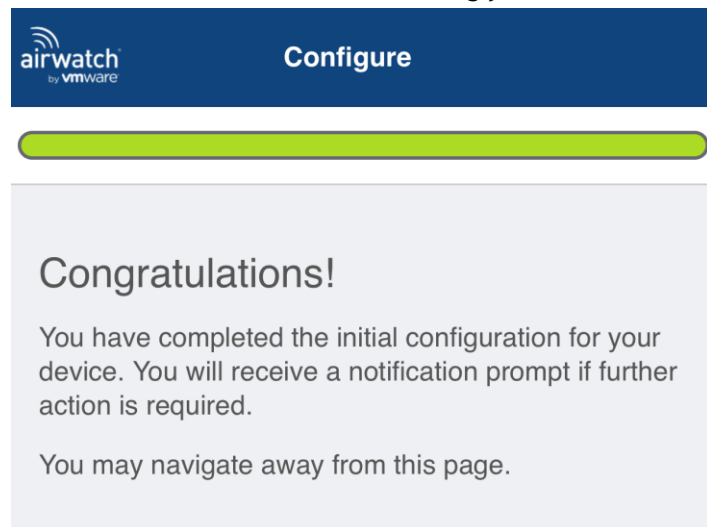 airwatch
by vmware
Configure
Congratulations!
You have completed the initial configuration for your
device. You will receive a notification prompt if further
action is required.
You may navigate away from this page.